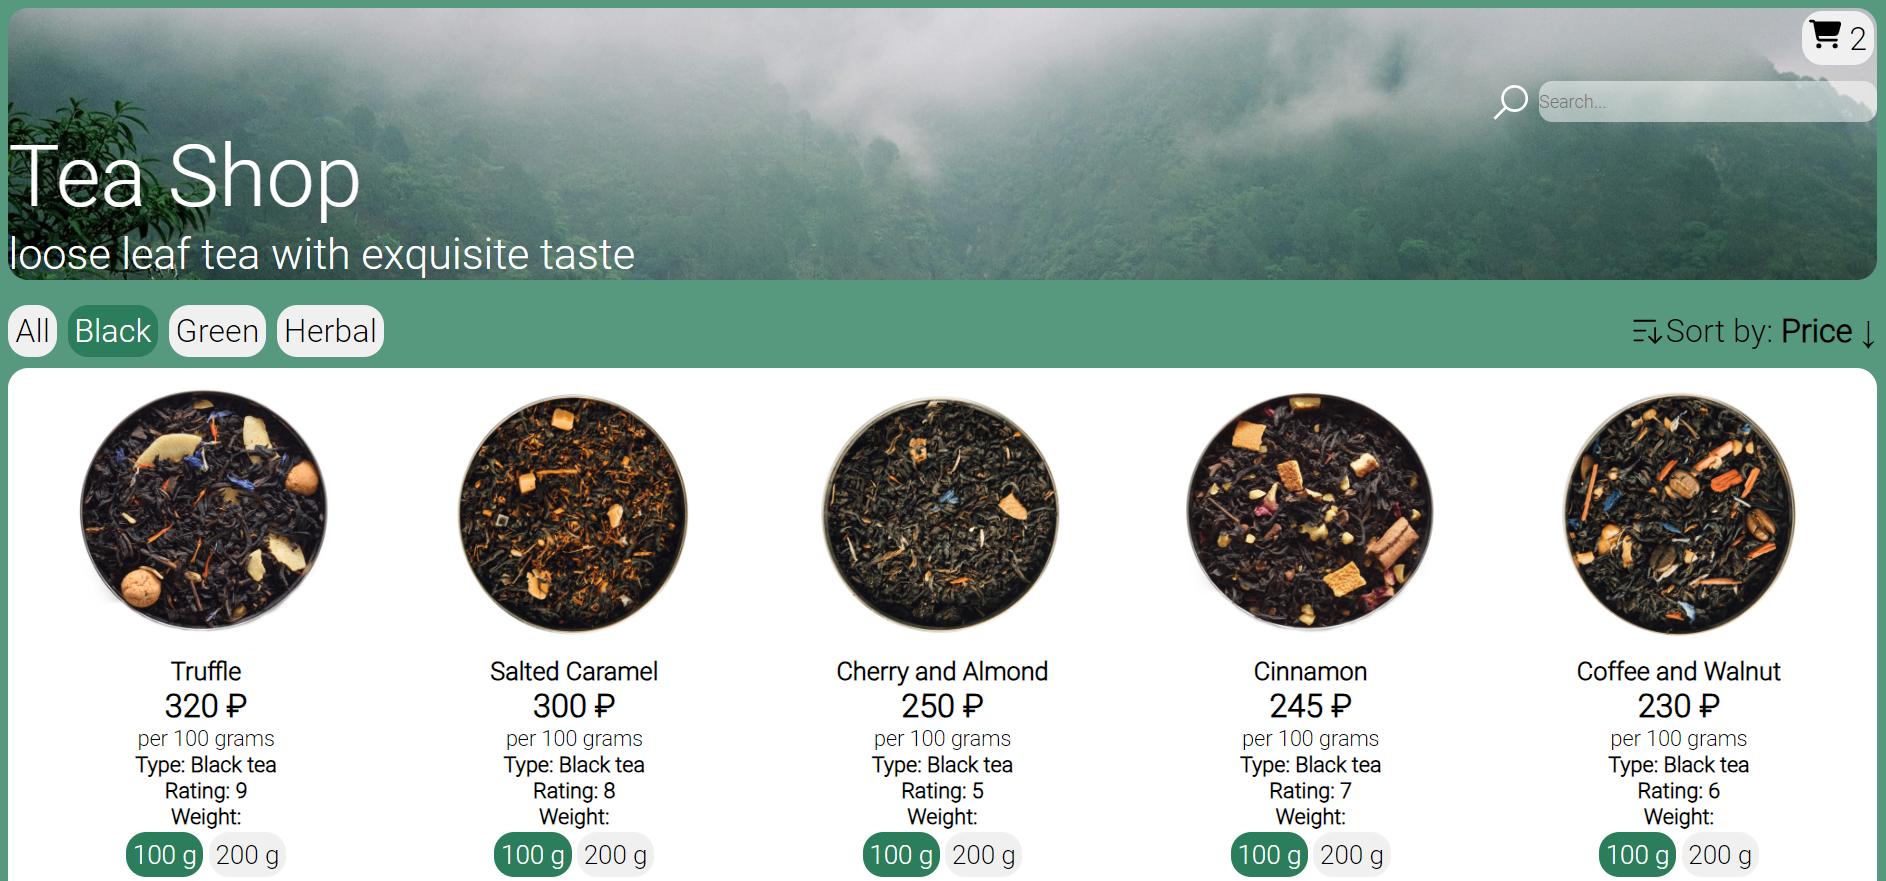 2
Search...
Tea Shop
loose leaf tea with exquisite taste
All Black Green Herbal
Sort by: Price ↓
Truffle
320 ₽
per 100 grams
Type: Black tea
Rating: 9
Weight:
100 g 200 g
Salted Caramel
300 ₽
per 100 grams
Type: Black tea
Rating: 8
Weight:
100 g 200 g
Cherry and Almond
250 ₽
per 100 grams
Type: Black tea
Rating: 5
Weight:
100 g 200 g
Cinnamon
245 ₽
per 100 grams
Type: Black tea
Rating: 7
Weight:
100 g 200 g
Coffee and Walnut
230 ₽
per 100 grams
Type: Black tea
Rating: 6
Weight:
100 g 200 g